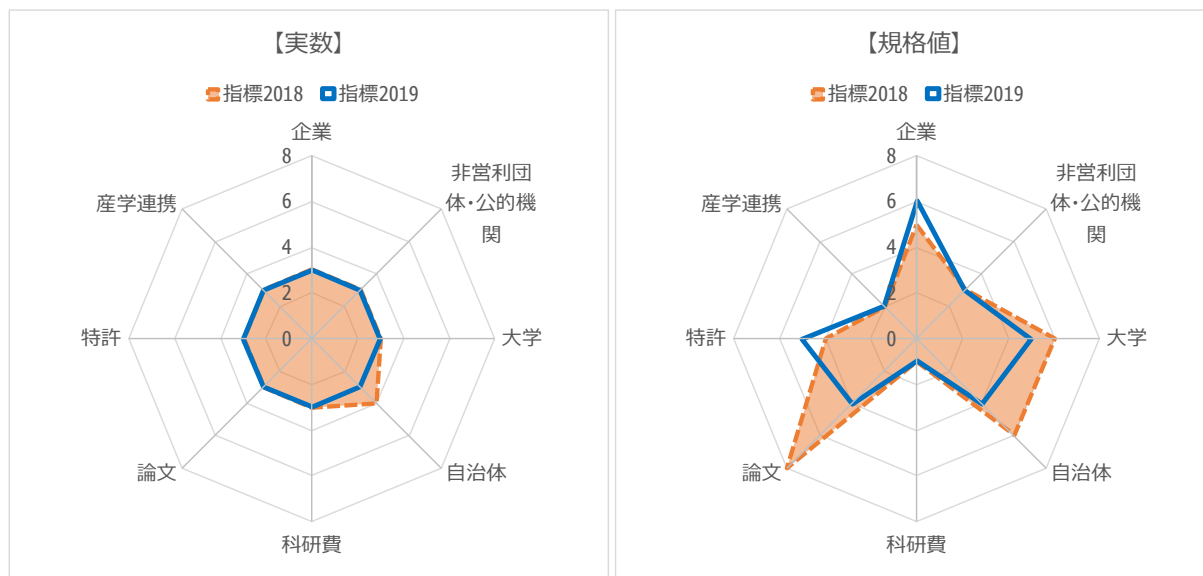 【実数】
指標2018 指標2019
企業
8
非営利団
体・公的機
関
6
産学連携
4
2
特許
0
大学
論文
自治体
科研費
【規格値】
指標2018 指標2019
企業
8
非営利団
体・公的機
関
6
産学連携
4
2
特許
0
大学
論文
自治体
科研費